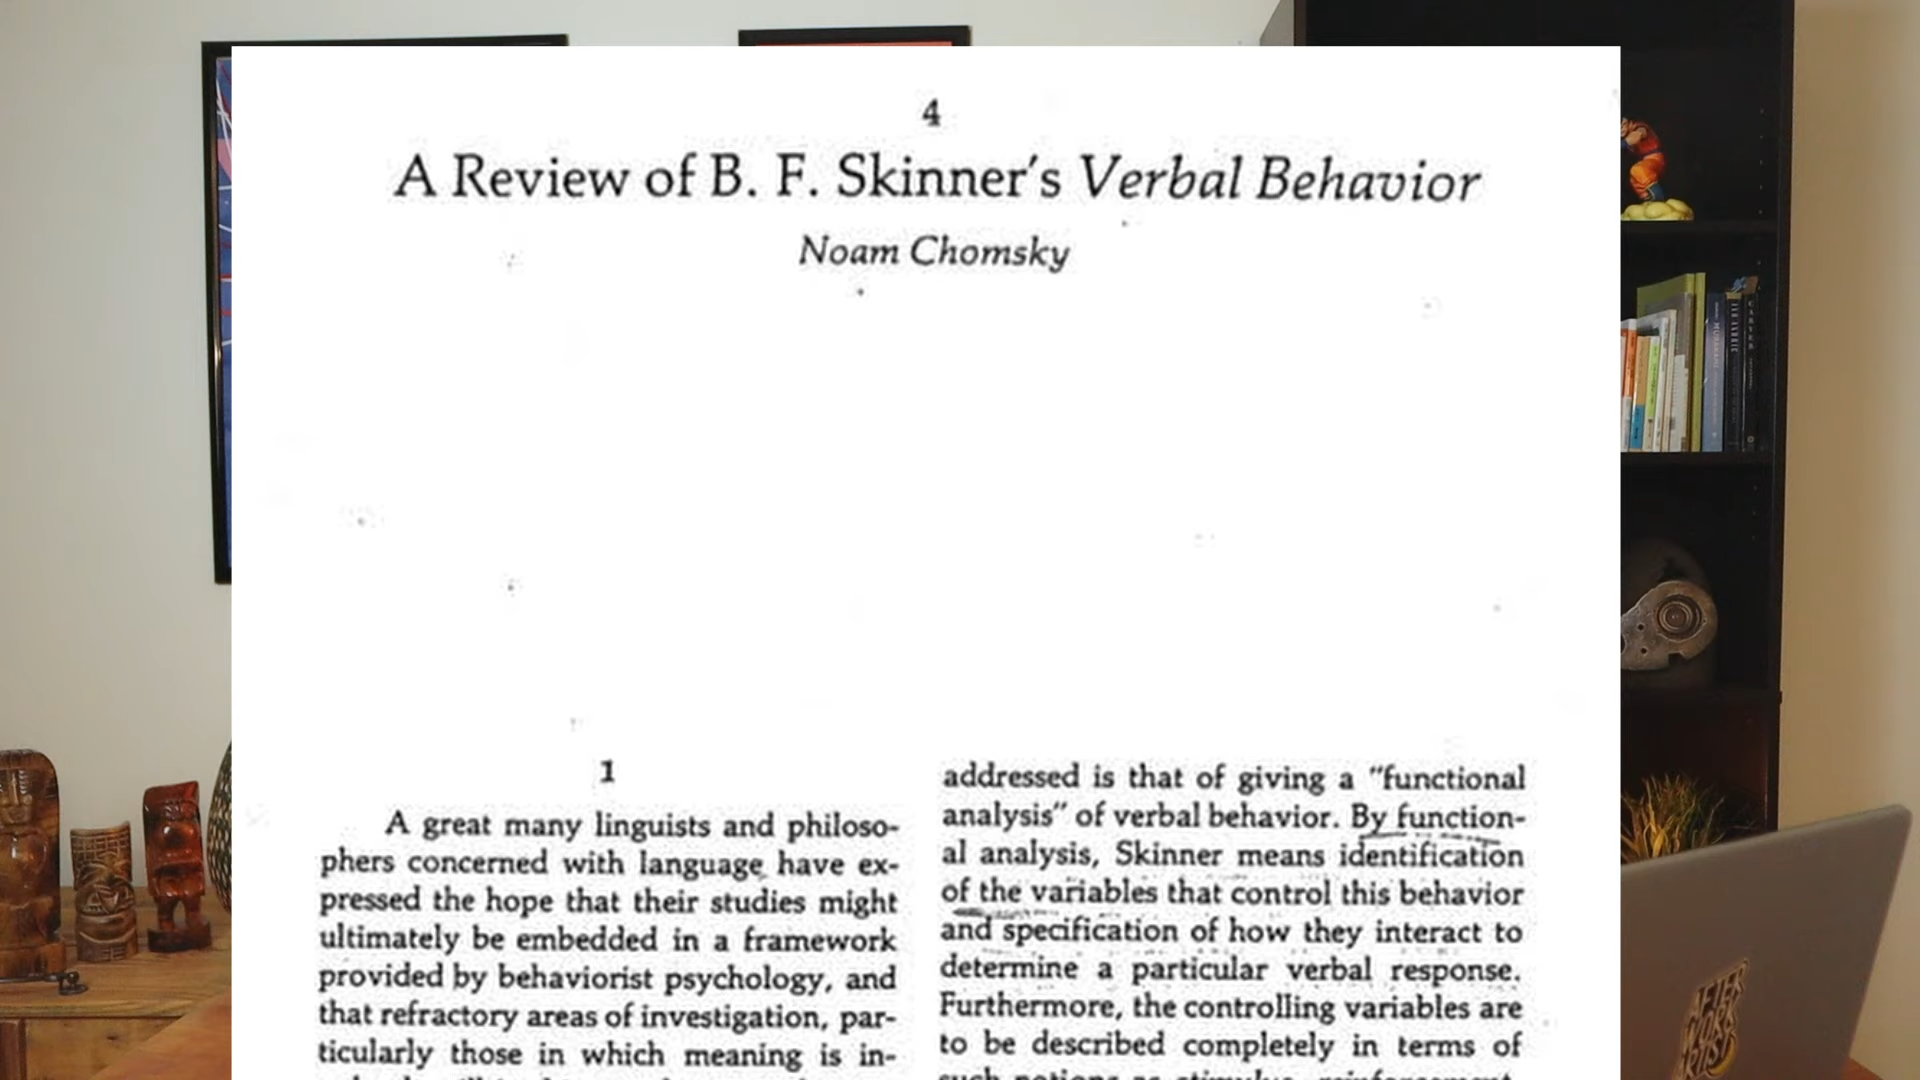 4
A Review of B. F. Skinner's Verbal Behavior
Noam Chomsky
1
A great many linguists and philoso-
phers concerned with language have ex-
pressed the hope that their studies might
ultimately be embedded in a framework
provided by behaviorist psychology, and
that refractory areas of investigation, par-
ticularly those in which meaning is in-
addressed is that of giving a "functional
analysis" of verbal behavior. By function-
al analysis, Skinner means identification
of the variables that control this behavior
and specification of how they interact to
determine a particular verbal response.
Furthermore, the controlling variables are
to be described completely in terms of
such notions as stimulus, reinforcement,